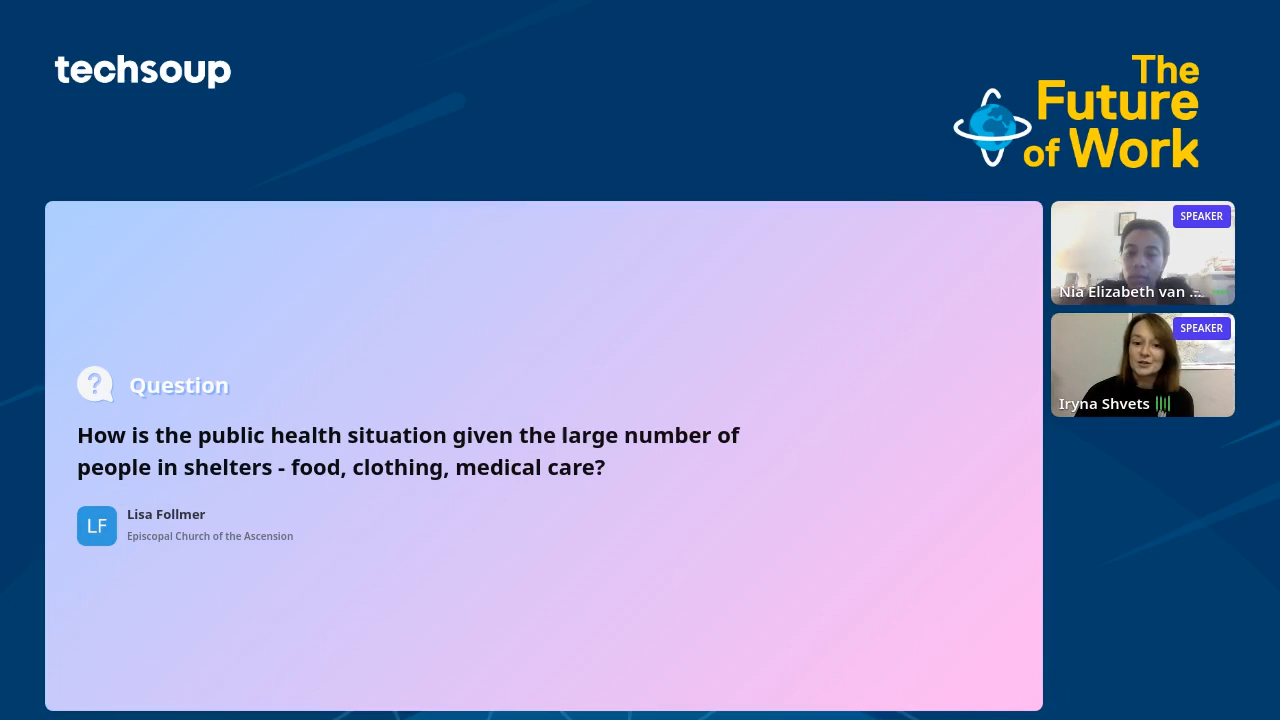 techsoup
The
Future
of Work
SPEAKER
Nia Elizabeth van ...
SPEAKER
Iryna Shvets
Question
How is the public health situation given the large number of
people in shelters - food, clothing, medical care?
LF
Lisa Follmer
Episcopal Church of the Ascension